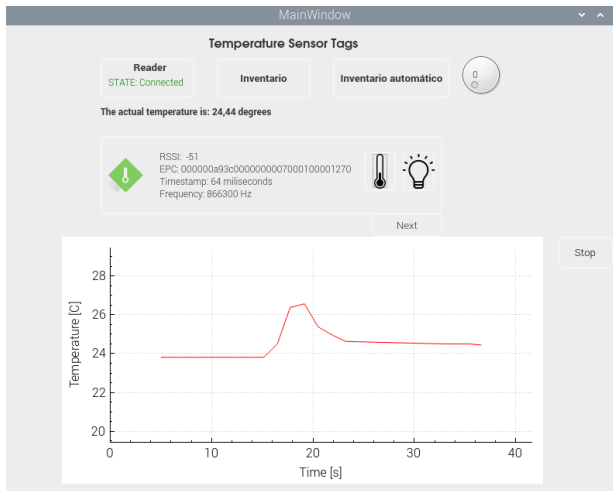 MainWindow
Temperature Sensor Tags
Reader
STATE: Connected
Inventario
Inventario automático
0
The actual temperature is: 24,44 degrees
RSSI: -51
EPC: 000000a93c0000000007000100001270
Timestamp: 64 miliseconds
Frequency: 866300 Hz
Next
Stop
Temperature [C]
28
26
24
22
20
0 10 20 30 40
Time [s]